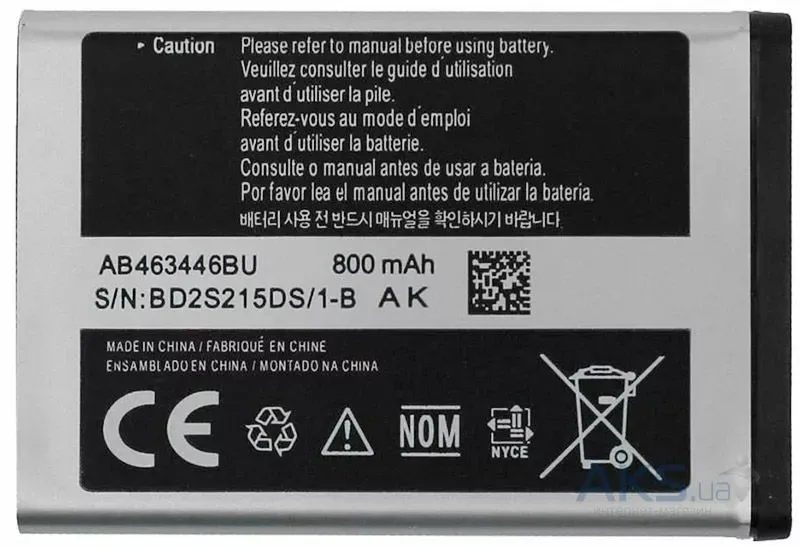 ▸ Caution
Please refer to manual before using battery.
Veuillez consulter le guide d'utilisation
avant d'utiliser la pile.
Referez-vous au mode d'emploi
avant d'utiliser la batterie.
Consulte o manual antes de usar a bateria.
Por favor lea el manual antes de utilizar la bateria.
배터리 사용 전 반드시 매뉴얼을 확인하시기 바랍니다.
AB463446BU 800 mAh
S/N:BD2S215DS/1-B AK
MADE IN CHINA / FABRIQUÉ EN CHINE
ENSAMBLADO EN CHINA / MONTADO NA CHINA
CE
NOM
NYCE
AKS.ua
интернет-магазин